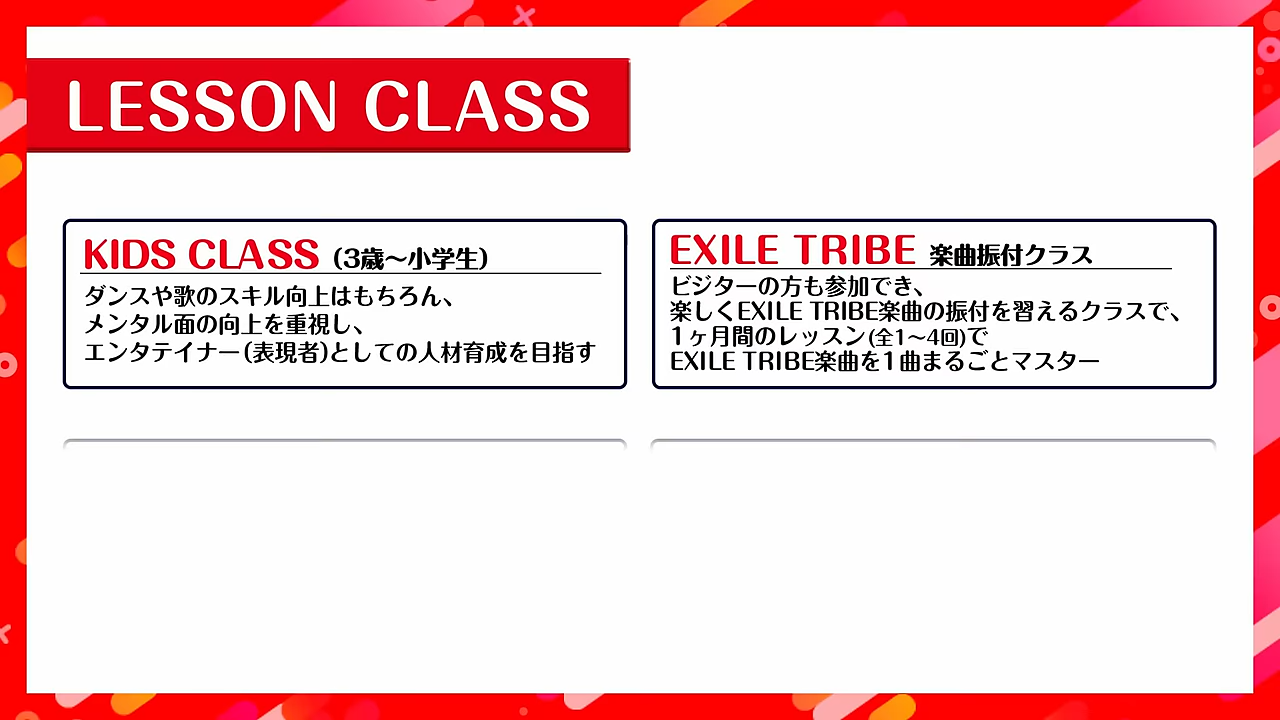 LESSON CLASS
KIDS CLASS (3歳～小学生)
ダンスや歌のスキル向上はもちろん、
メンタル面の向上を重視し、
エンタテイナー(表現者)としての人材育成を目指す
EXILE TRIBE 楽曲振付クラス
ビジターの方も参加でき、
楽しくEXILE TRIBE楽曲の振付を習えるクラスで、
1ヶ月間のレッスン(全1～4回)で
EXILE TRIBE楽曲を1曲まるごとマスター